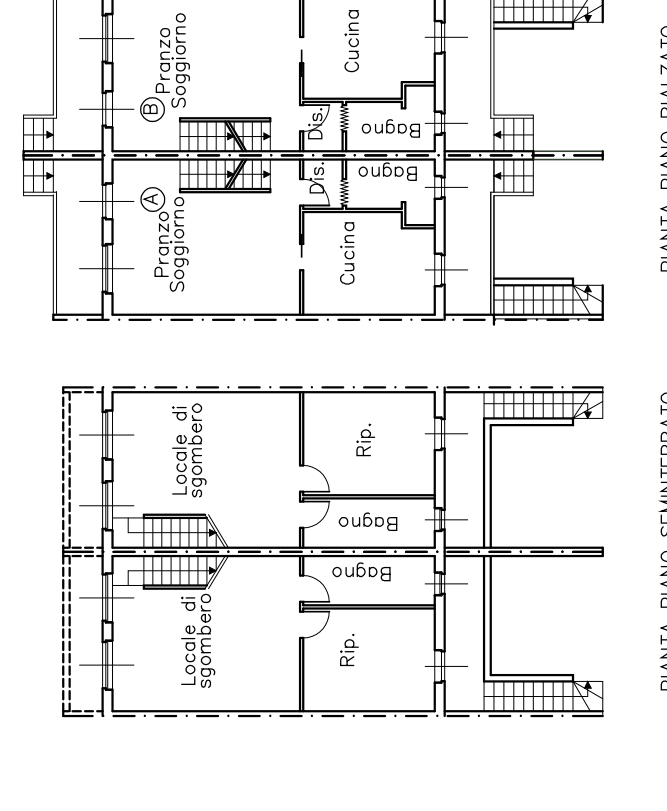 B
Pranzo
Soggiorno
Cucina
Dis.
Bagno
Dis.
Bagno
A
Pranzo
Soggiorno
Cucina
PIANTA PIANO RIALZATO
Locale di
sgombero
Rip.
Bagno
Bagno
Locale di
sgombero
Rip.
PIANTA PIANO SEMINTERRATO